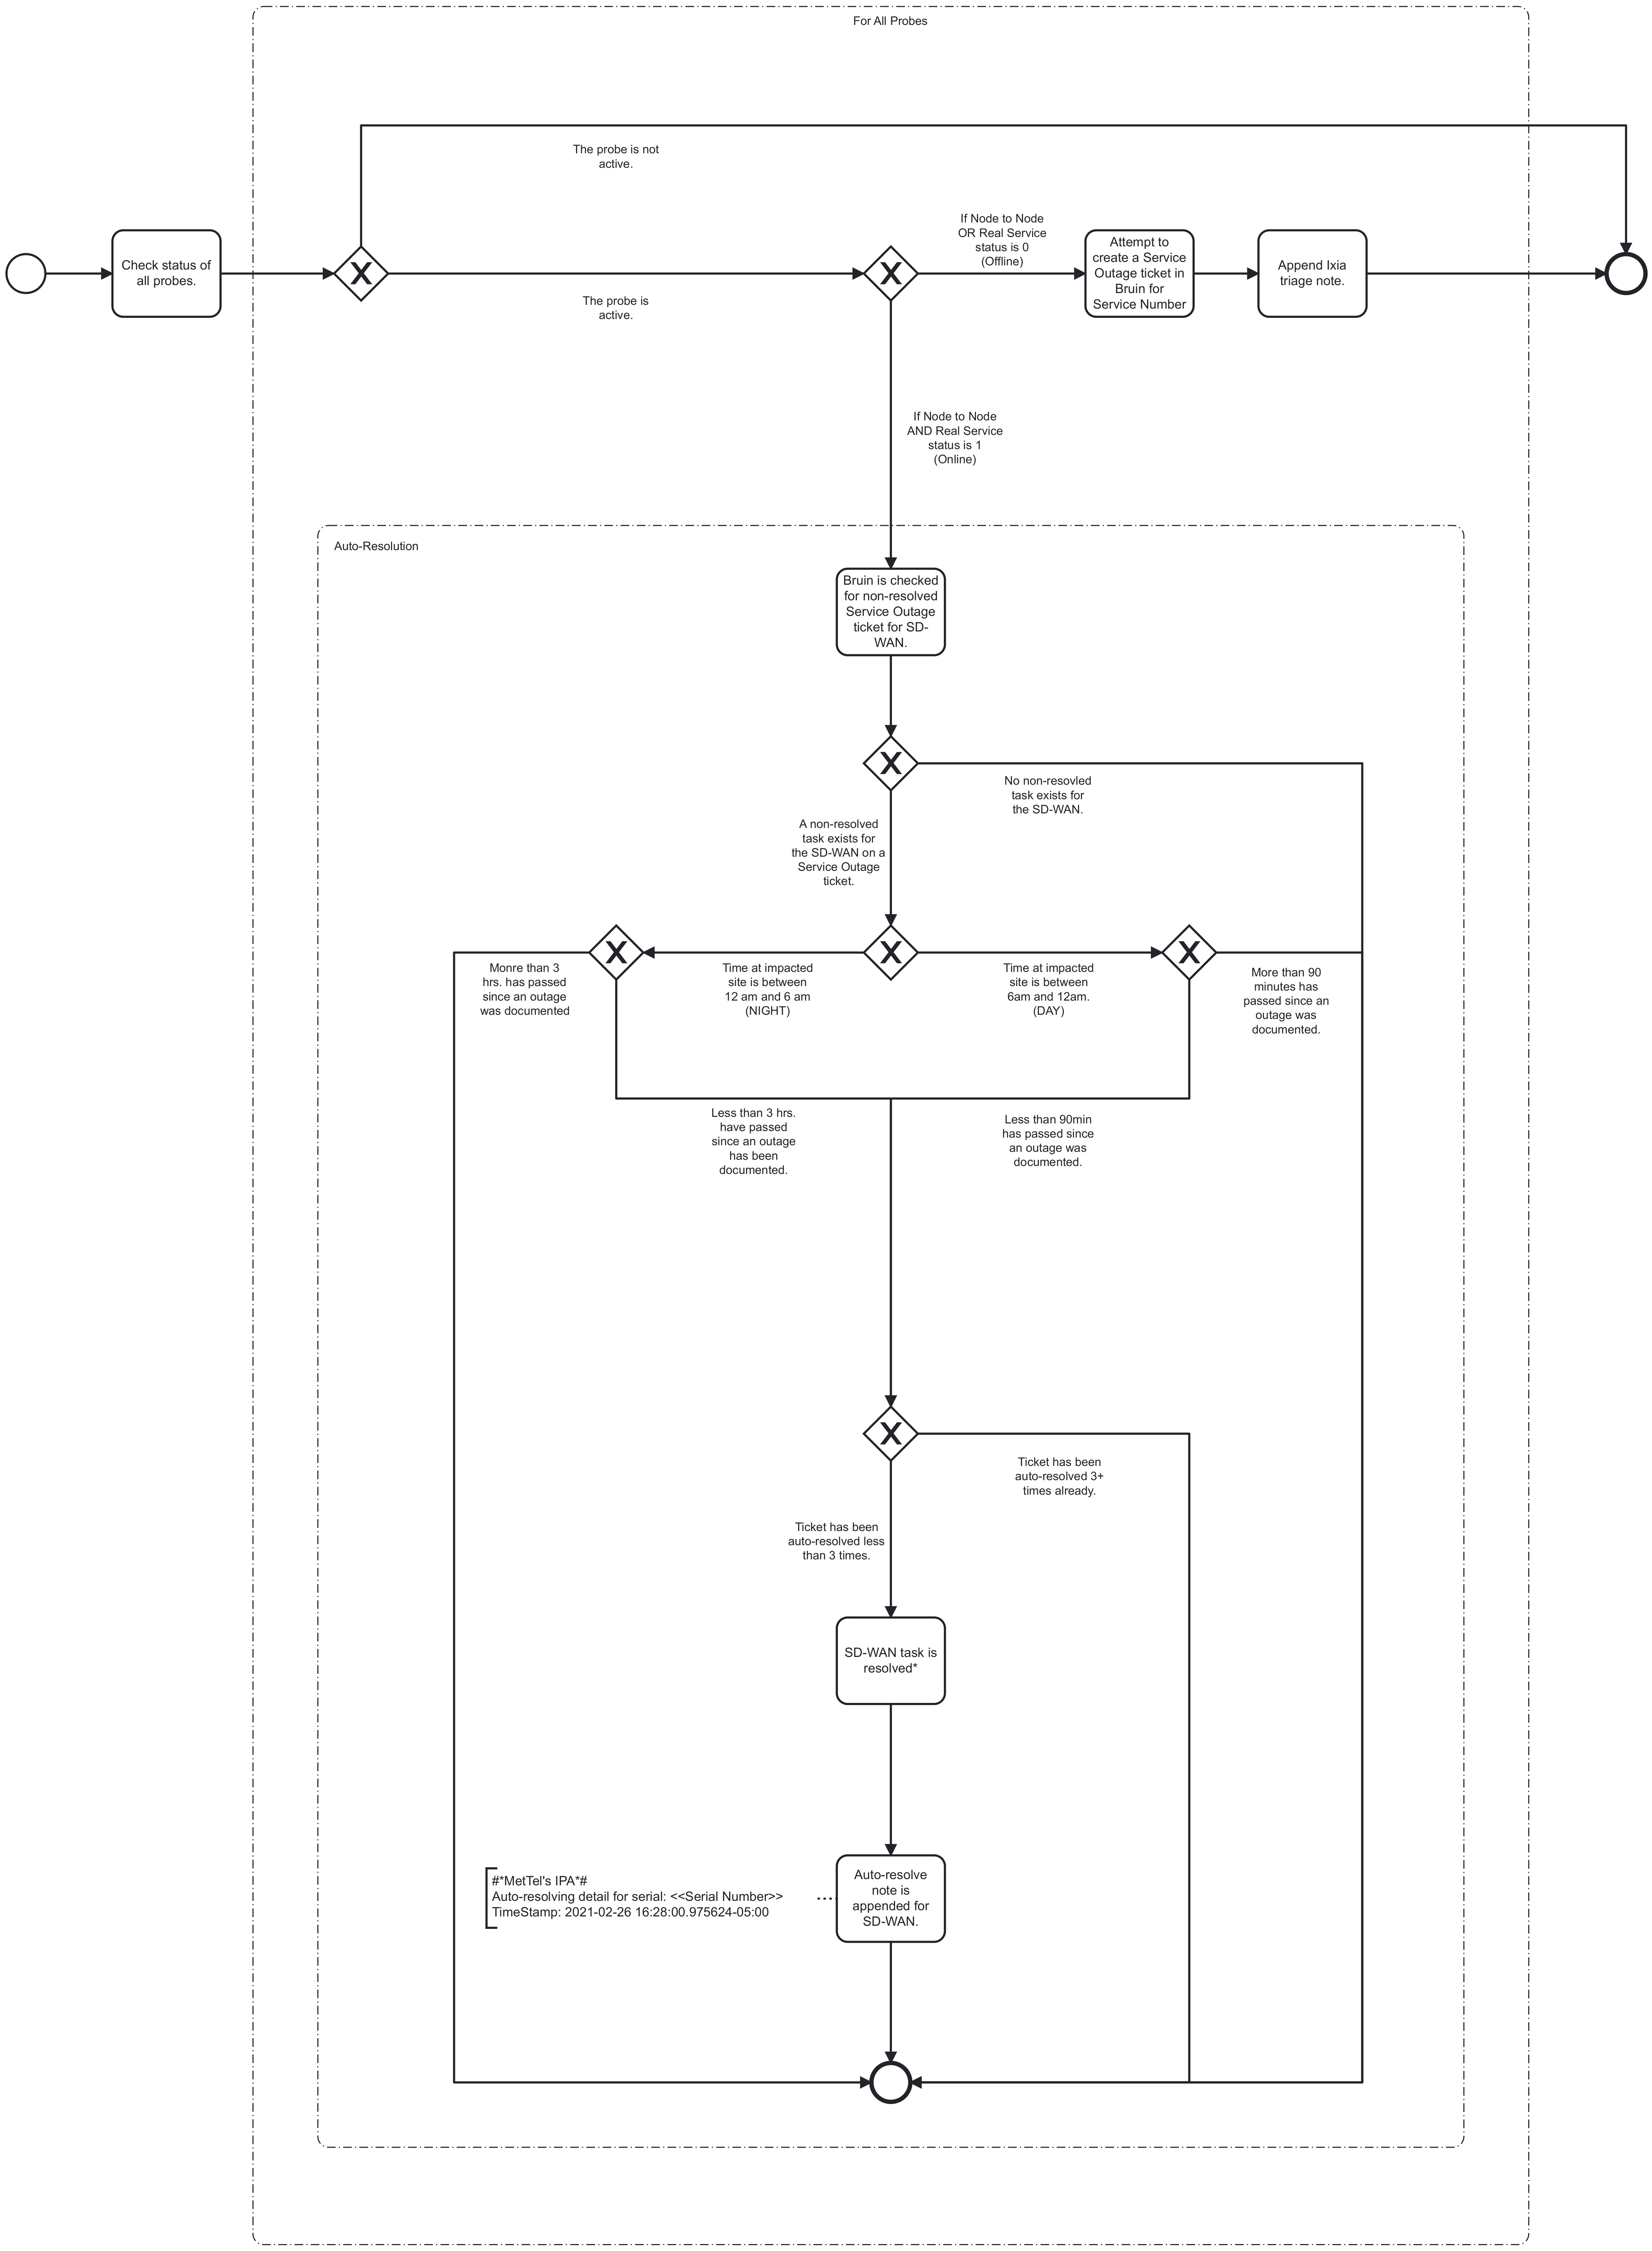 For All Probes
The probe is not
active.
If Node to Node
OR Real Service
status is 0
(Offline)
Check status of
all probes.
X
X
Attempt to
create a Service
Outage ticket in
Bruin for
Service Number
Append Ixia
triage note.
The probe is
active.
If Node to Node
AND Real Service
status is 1
(Online)
Auto-Resolution
Bruin is checked
for non-resolved
Service Outage
ticket for SD-
WAN.
X
No non-resovled
task exists for
the SD-WAN.
A non-resolved
task exists for
the SD-WAN on a
Service Outage
ticket.
X
X
X
Monre than 3
hrs. has passed
since an outage
was documented
Time at impacted
site is between
12 am and 6 am
(NIGHT)
Time at impacted
site is between
6am and 12am.
(DAY)
More than 90
minutes has
passed since an
outage was
documented.
Less than 3 hrs.
have passed
since an outage
has been
documented.
Less than 90min
has passed since
an outage was
documented.
X
Ticket has been
auto-resolved 3+
times already.
Ticket has been
auto-resolved less
than 3 times.
SD-WAN task is
resolved*
#*MetTel's IPA*#
Auto-resolving detail for serial: <<Serial Number>>
TimeStamp: 2021-02-26 16:28:00.975624-05:00
Auto-resolve
note is
appended for
SD-WAN.